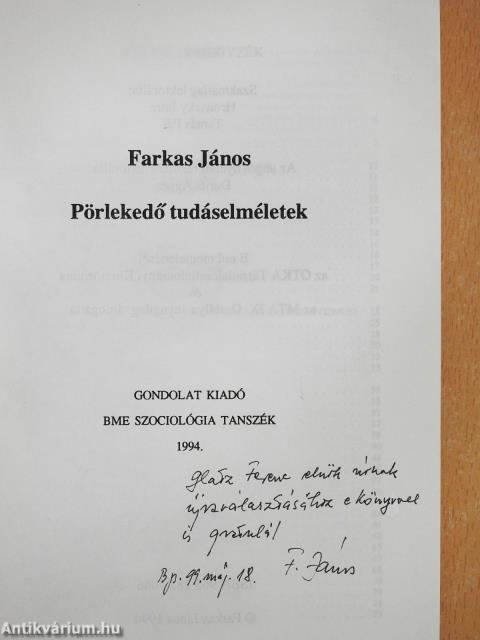 Farkas János
Pörlekedő tudáselméletek
GONDOLAT KIADÓ
BME SZOCIOLÓGIA TANSZÉK
1994.
Glatz Ferenc elnök úrnak
újraválasztásához e könyvvel
is gratulál
Bp. 99. máj. 18. F. János
Antikvárium.hu